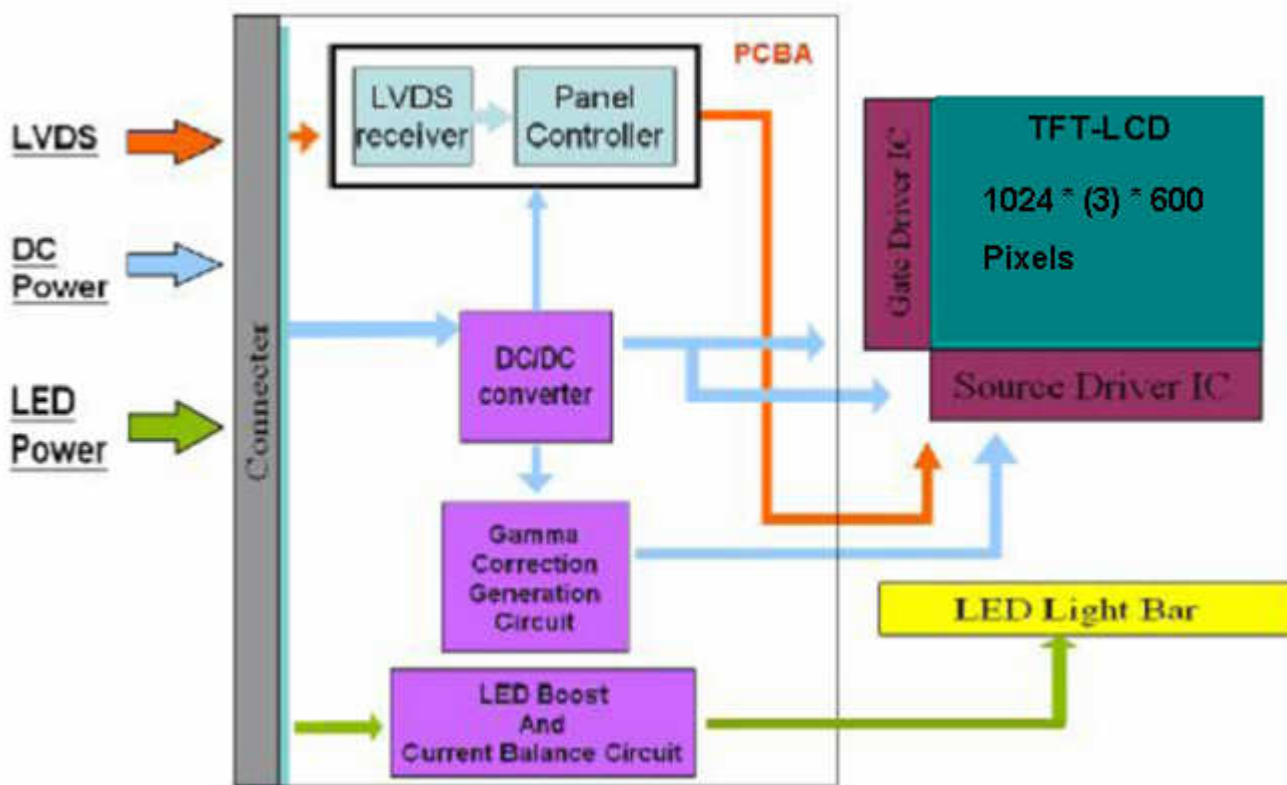 PCBA
LVDS
receiver
Panel
Controller
LVDS
DC
Power
LED
Power
Connecter
DC/DC
converter
Gamma
Correction
Generation
Circuit
LED Boost
And
Current Balance Circuit
Gate Driver IC
TFT-LCD
1024 * (3) * 600
Pixels
Source Driver IC
LED Light Bar